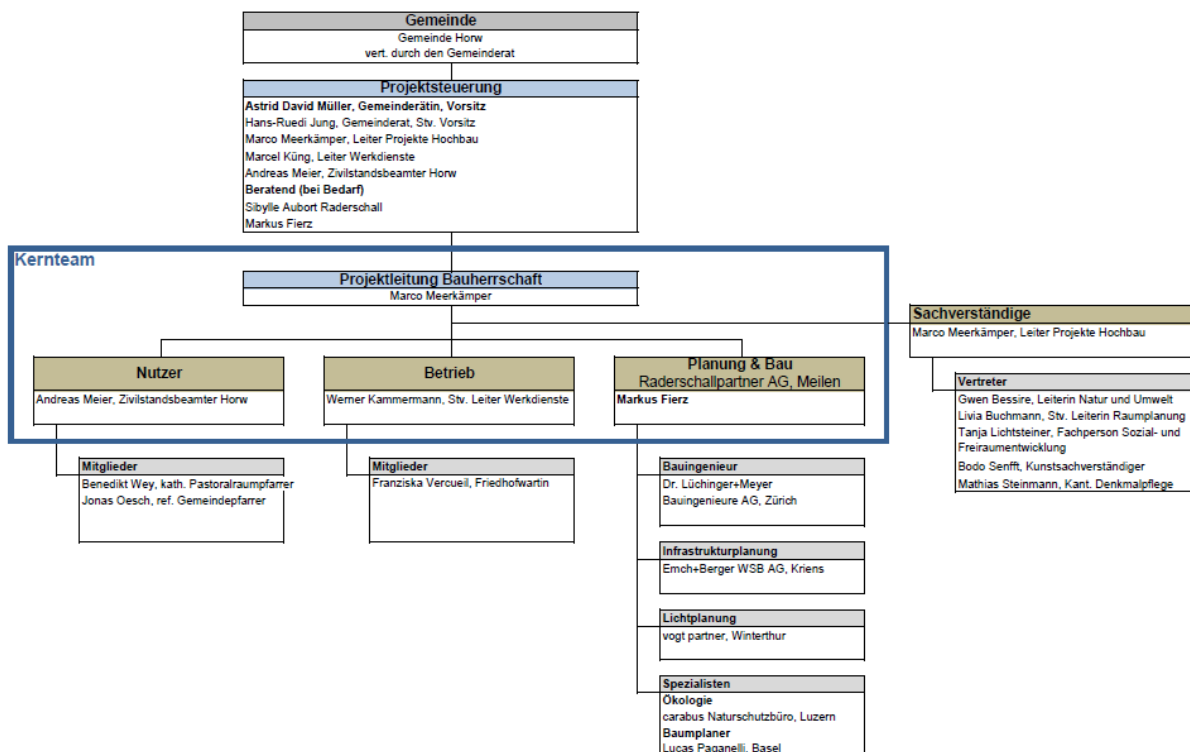 Gemeinde
Gemeinde Horw
vert. durch den Gemeinderat
Projektsteuerung
Astrid David Müller, Gemeinderätin, Vorsitz
Hans-Ruedi Jung, Gemeinderat, Stv. Vorsitz
Marco Meerkämper, Leiter Projekte Hochbau
Marcel Küng, Leiter Werkdienste
Andreas Meier, Zivilstandsbeamter Horw
Beratend (bei Bedarf)
Sibylle Aubort Raderschall
Markus Fierz
Kernteam
Projektleitung Bauherrschaft
Marco Meerkämper
Sachverständige
Marco Meerkämper, Leiter Projekte Hochbau
Vertreter
Gwen Bessire, Leiterin Natur und Umwelt
Livia Buchmann, Stv. Leiterin Raumplanung
Tanja Lichtsteiner, Fachperson Sozial- und
Freiraumentwicklung
Bodo Senfft, Kunstsachverständiger
Mathias Steinmann, Kant. Denkmalpflege
Nutzer
Andreas Meier, Zivilstandsbeamter Horw
Mitglieder
Benedikt Wey, kath. Pastoralraumpfarrer
Jonas Oesch, ref. Gemeindepfarrer
Betrieb
Werner Kammermann, Stv. Leiter Werkdienste
Mitglieder
Franziska Vercueil, Friedhofwartin
Planung & Bau
Raderschallpartner AG, Meilen
Markus Fierz
Bauingenieur
Dr. Lüchinger+Meyer
Bauingenieure AG, Zürich
Infrastrukturplanung
Emch+Berger WSB AG, Kriens
Lichtplanung
vogt partner, Winterthur
Spezialisten
Ökologie
carabus Naturschutzbüro, Luzern
Baumplaner
Lucas Paganelli, Basel